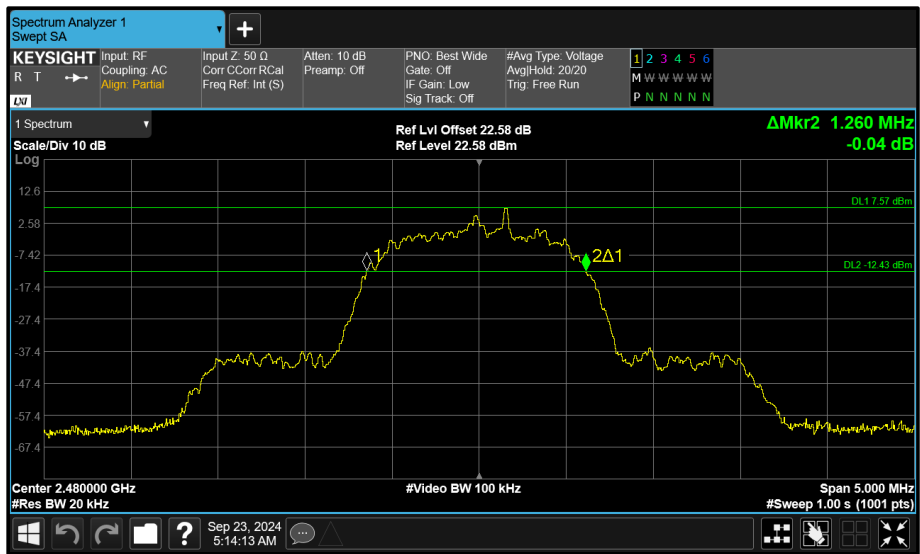 Spectrum Analyzer 1
Swept SA
+
KEYSIGHT
R T
LXI
Input: RF
Coupling: AC
Align: Partial
Input Z: 50 Ω
Corr CCorr RCal
Freq Ref: Int (S)
Atten: 10 dB
Preamp: Off
PNO: Best Wide
Gate: Off
IF Gain: Low
Sig Track: Off
#Avg Type: Voltage
Avg|Hold: 20/20
Trig: Free Run
1 2 3 4 5 6
M W W W W W
P N N N N N
1 Spectrum
Scale/Div 10 dB
Ref Lvl Offset 22.58 dB
Ref Level 22.58 dBm
ΔMkr2 1.260 MHz
-0.04 dB
Log
12.6
2.58
-7.42
-17.4
-27.4
-37.4
-47.4
-57.4
-67.4
DL1 7.57 dBm
1
2Δ1
DL2 -12.43 dBm
Center 2.480000 GHz
#Video BW 100 kHz
Span 5.000 MHz
#Res BW 20 kHz
#Sweep 1.00 s (1001 pts)
?
Sep 23, 2024
5:14:13 AM